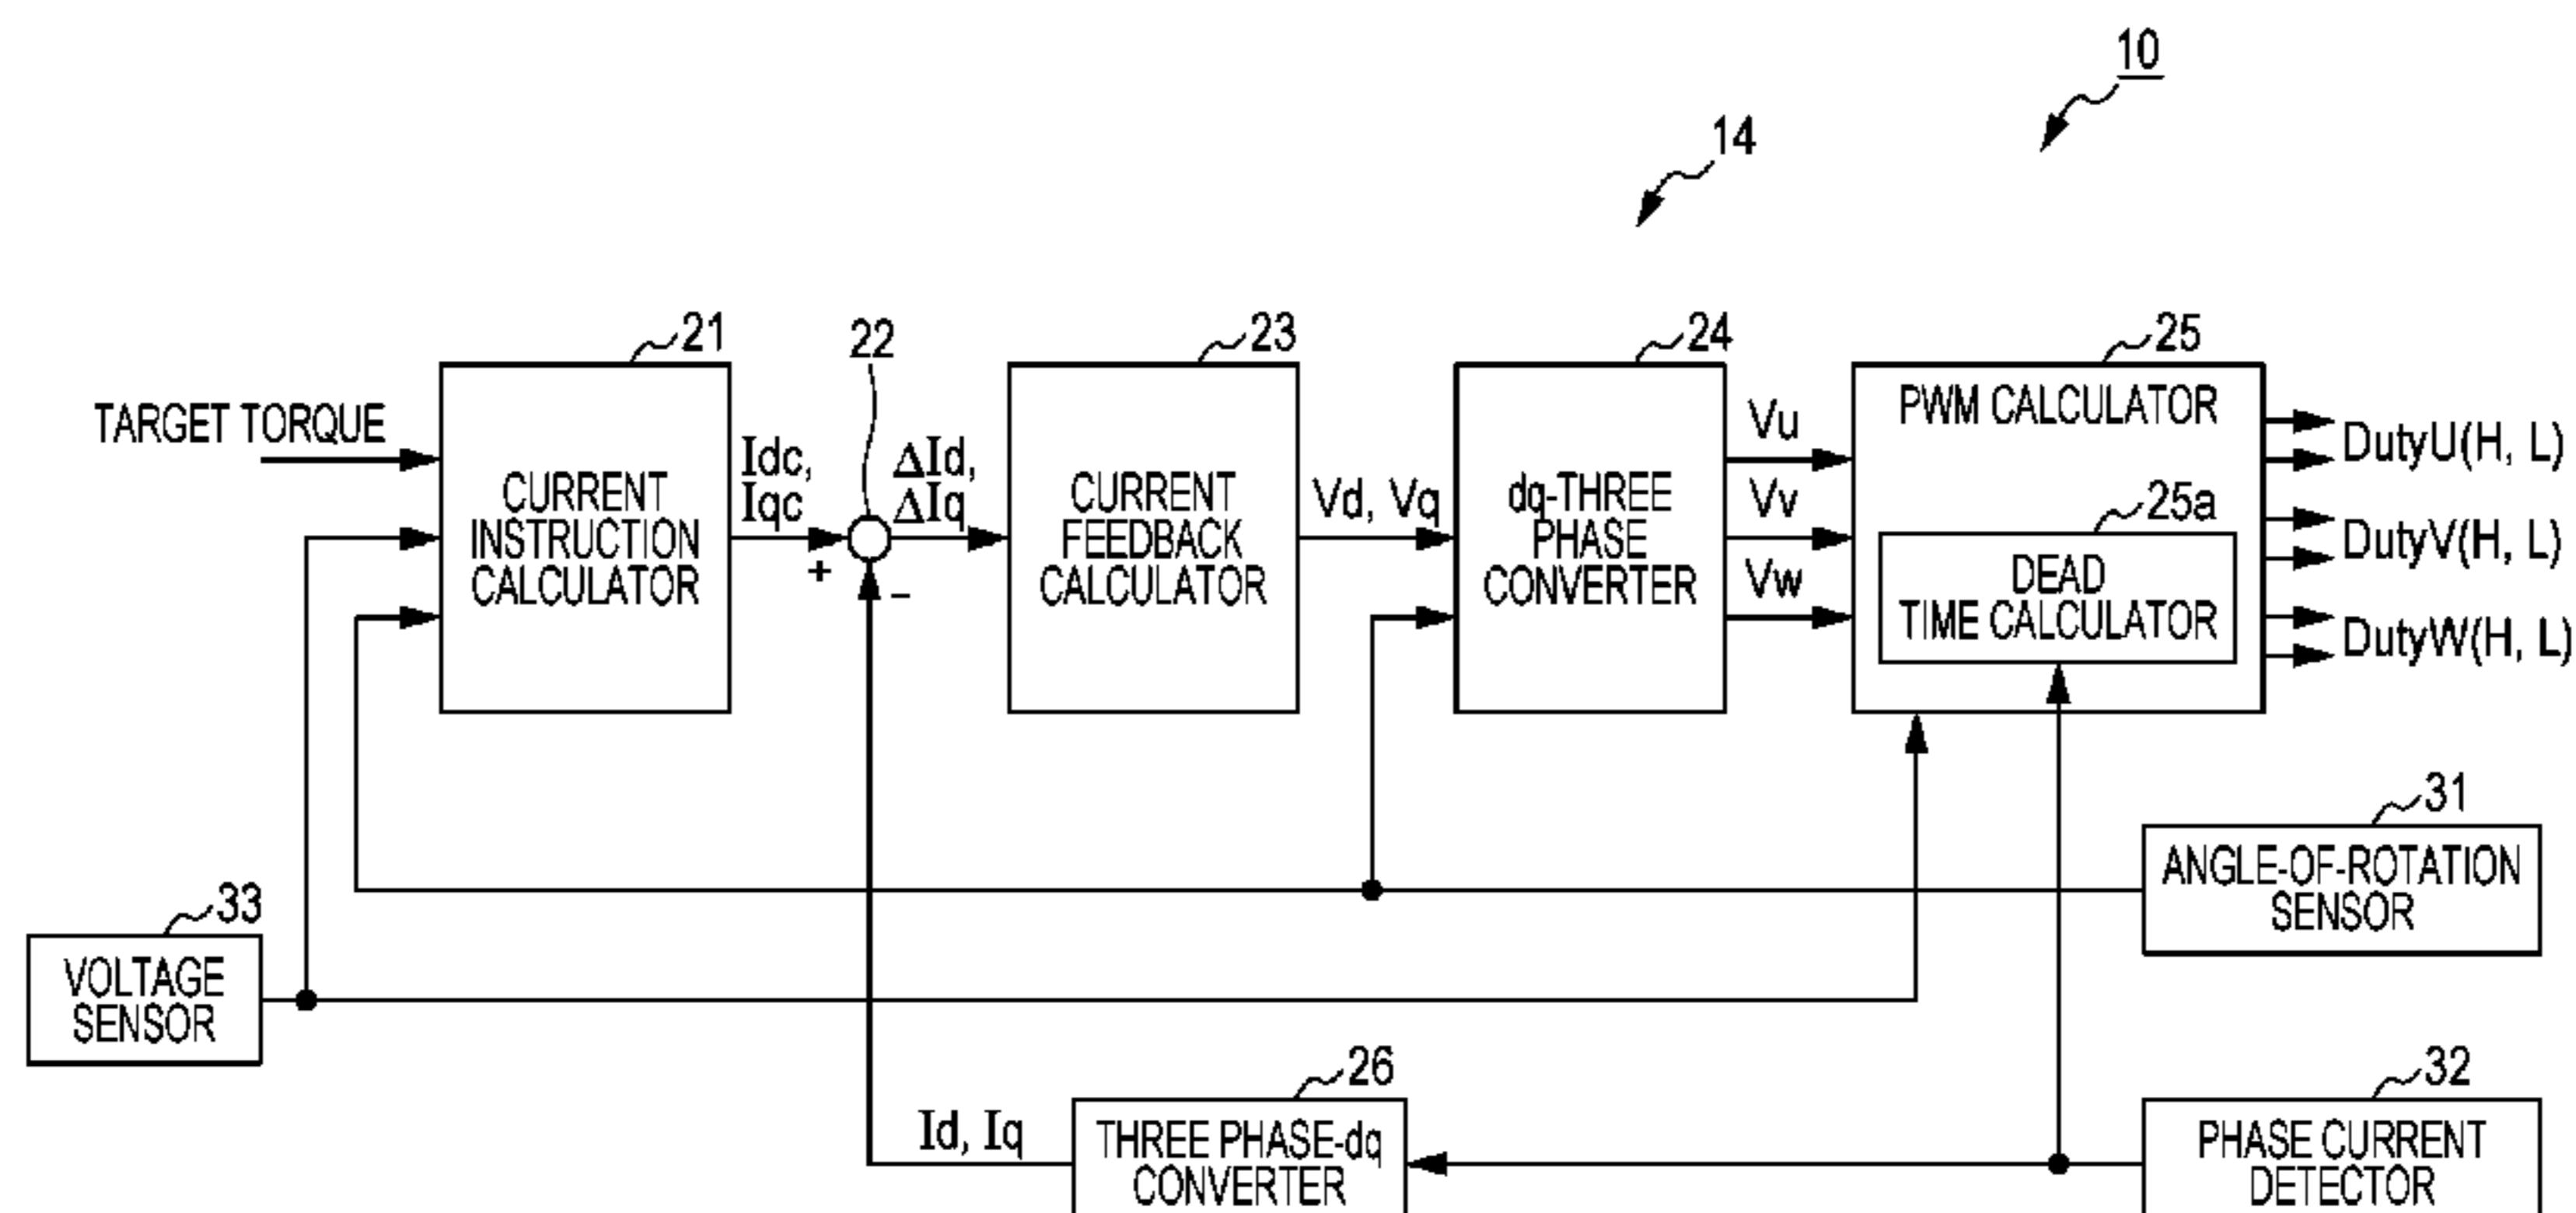 10
14
21
22
23
24
25
TARGET TORQUE
CURRENT
INSTRUCTION
CALCULATOR
Idc,
Iqc
+
−
ΔId,
ΔIq
CURRENT
FEEDBACK
CALCULATOR
Vd, Vq
dq-THREE
PHASE
CONVERTER
Vu
Vv
Vw
PWM CALCULATOR
25a
DEAD
TIME CALCULATOR
DutyU(H, L)
DutyV(H, L)
DutyW(H, L)
31
ANGLE-OF-ROTATION
SENSOR
33
VOLTAGE
SENSOR
26
Id, Iq
THREE PHASE-dq
CONVERTER
32
PHASE CURRENT
DETECTOR